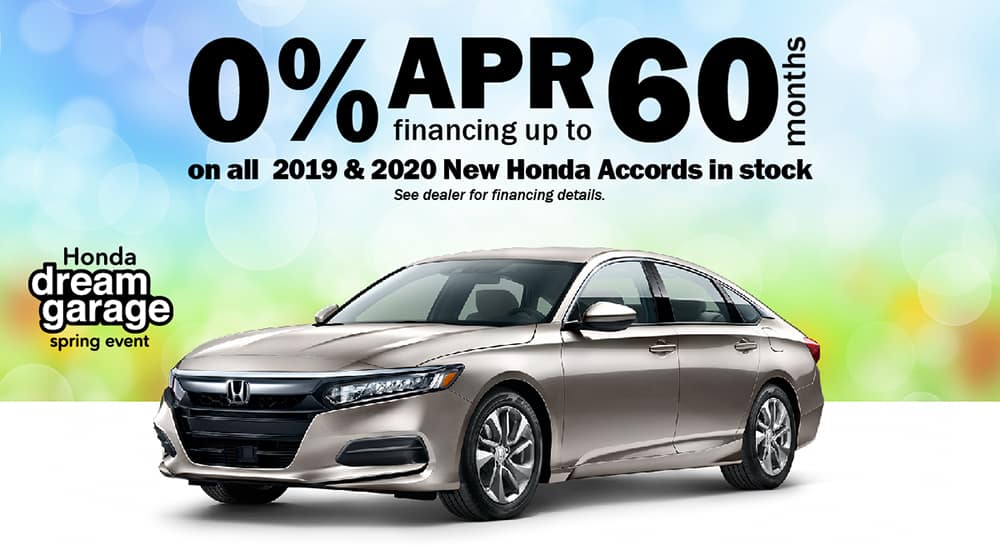 0% APR 60 months
financing up to
on all 2019 & 2020 New Honda Accords in stock
See dealer for financing details.
Honda
dream
garage
spring event